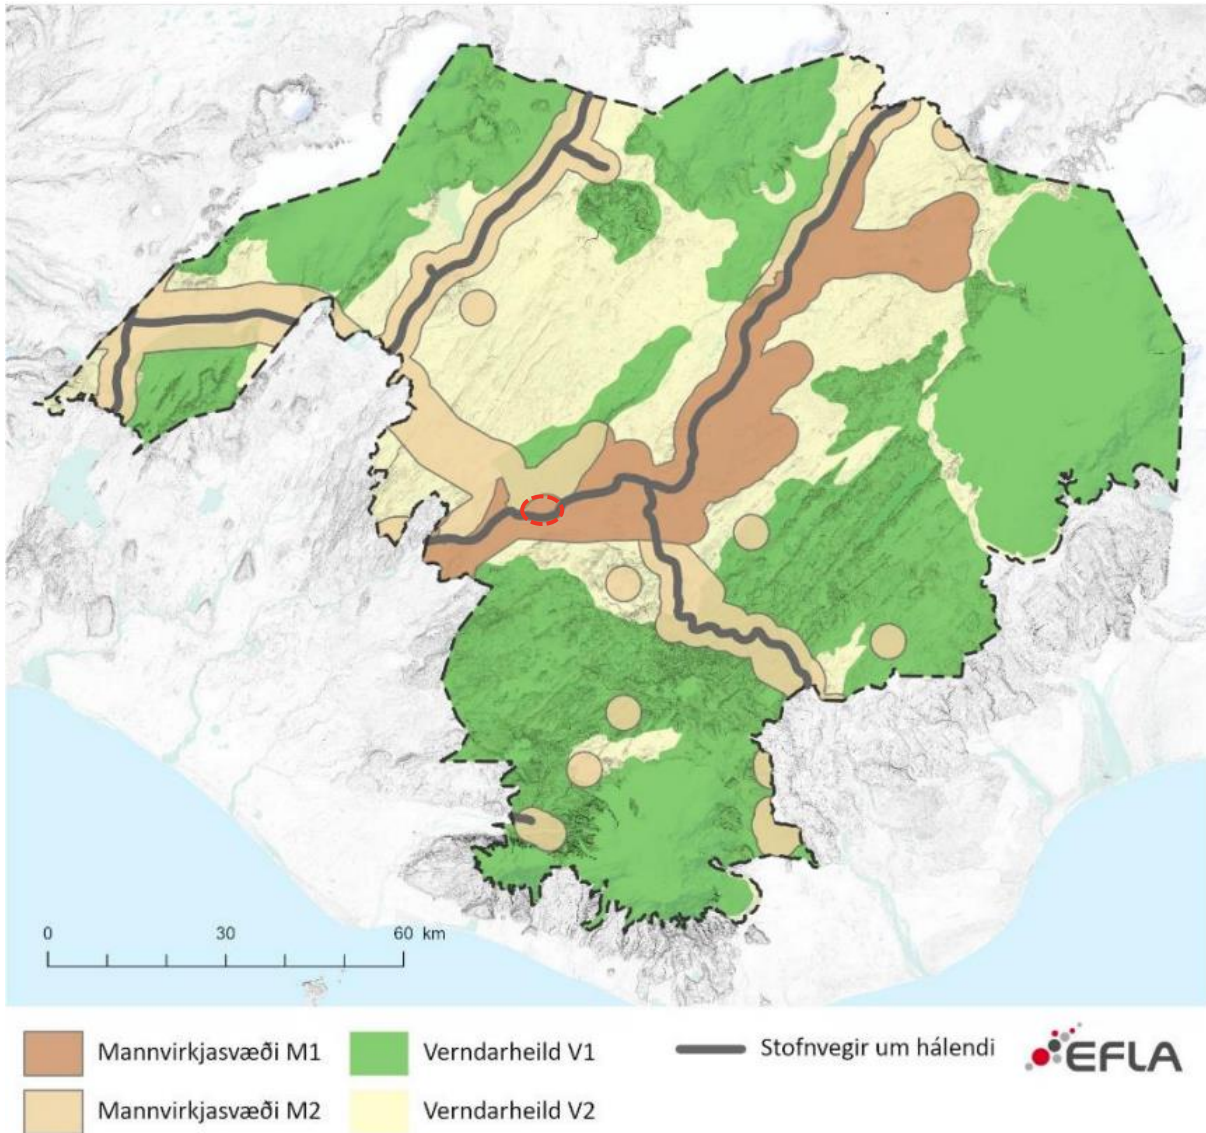 0 30 60 km
Mannvirkjasvæði M1
Verndarheild V1
Stofnvegir um hálendi
EFLA
Mannvirkjasvæði M2
Verndarheild V2